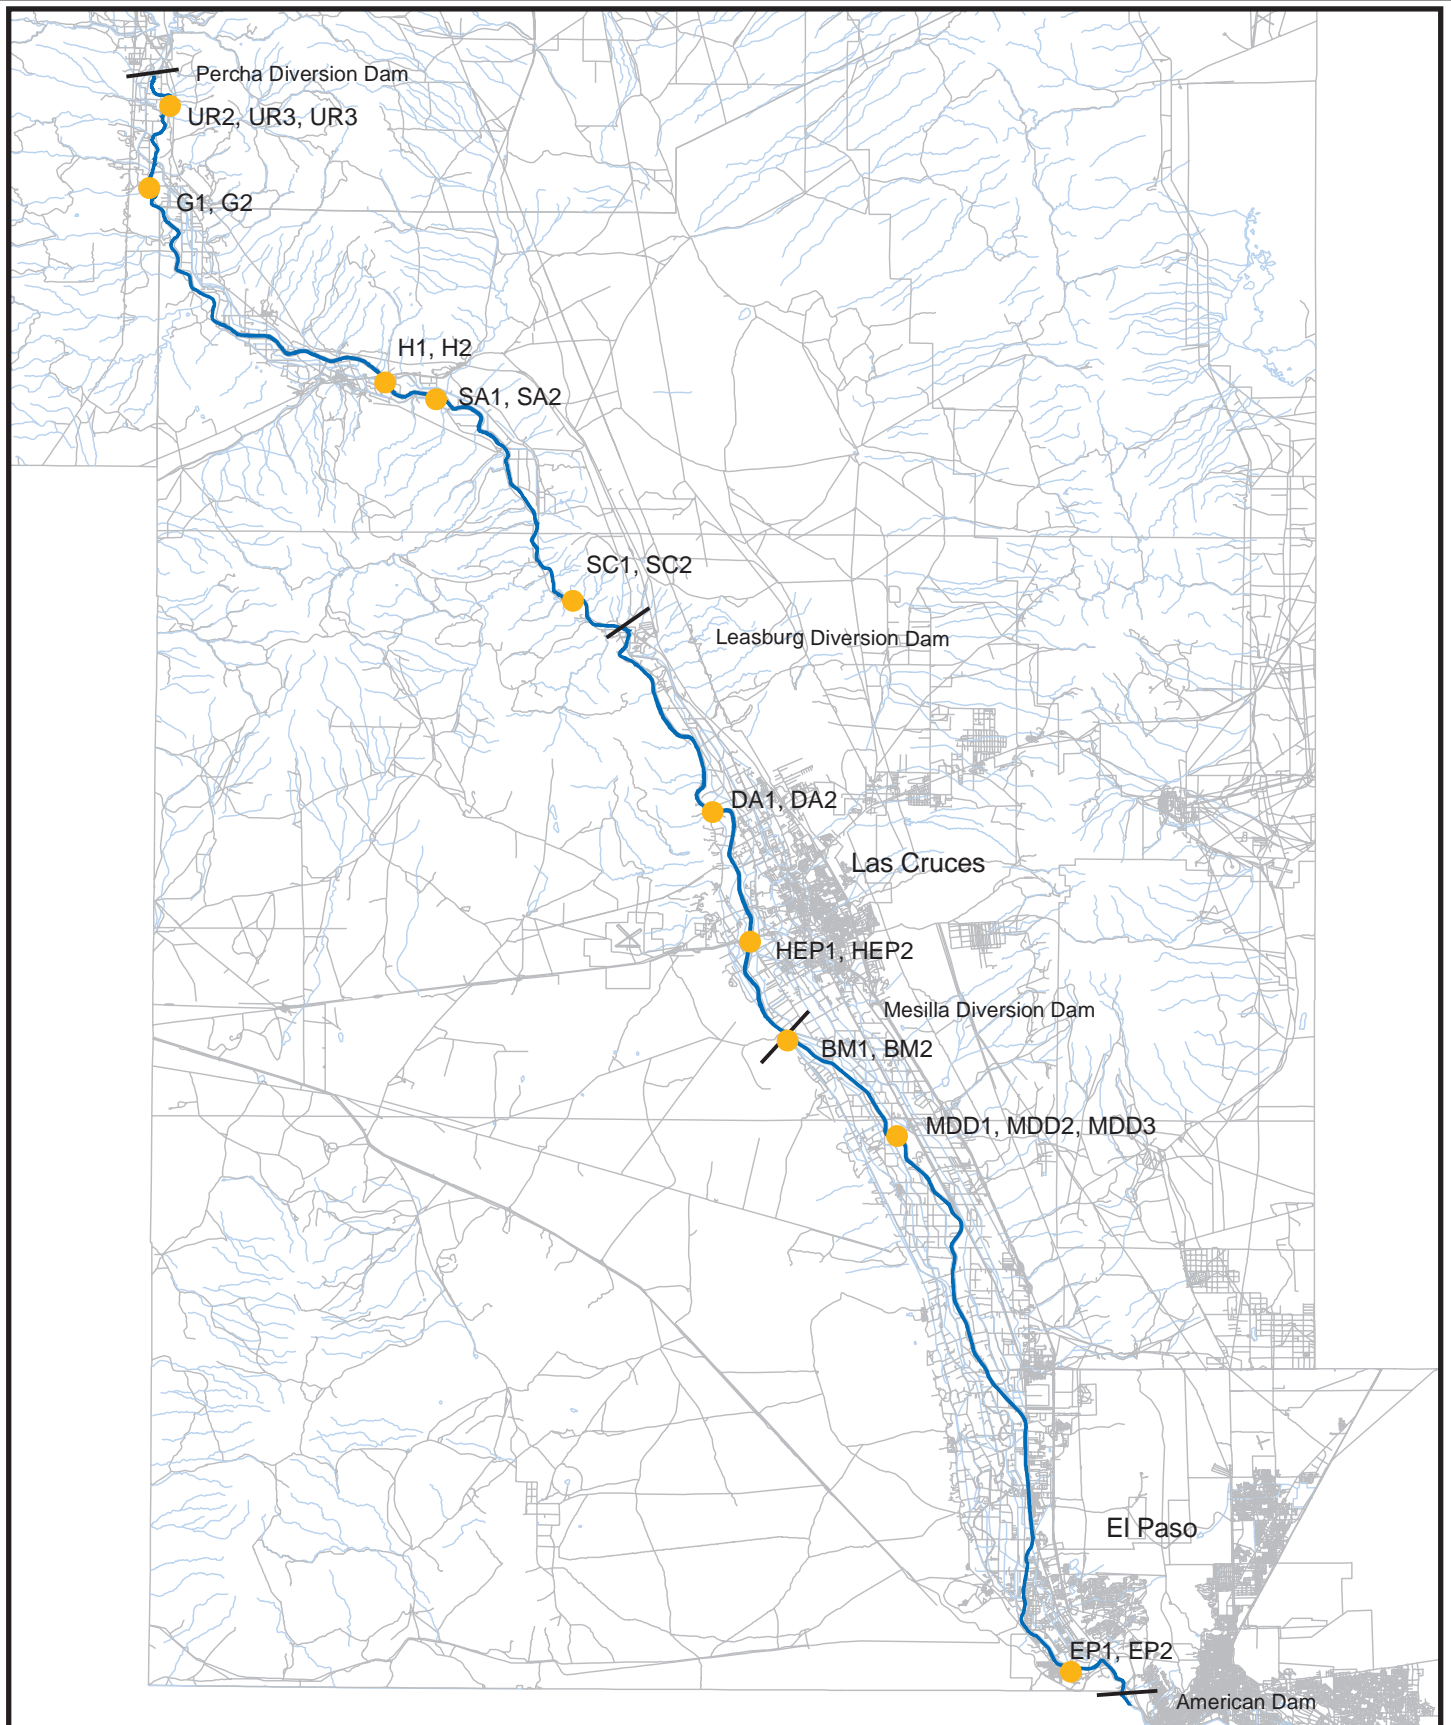 Percha Diversion Dam
UR2, UR3, UR3
G1, G2
H1, H2
SA1, SA2
SC1, SC2
Leasburg Diversion Dam
DA1, DA2
Las Cruces
HEP1, HEP2
Mesilla Diversion Dam
BM1, BM2
MDD1, MDD2, MDD3
El Paso
EP1, EP2
American Dam